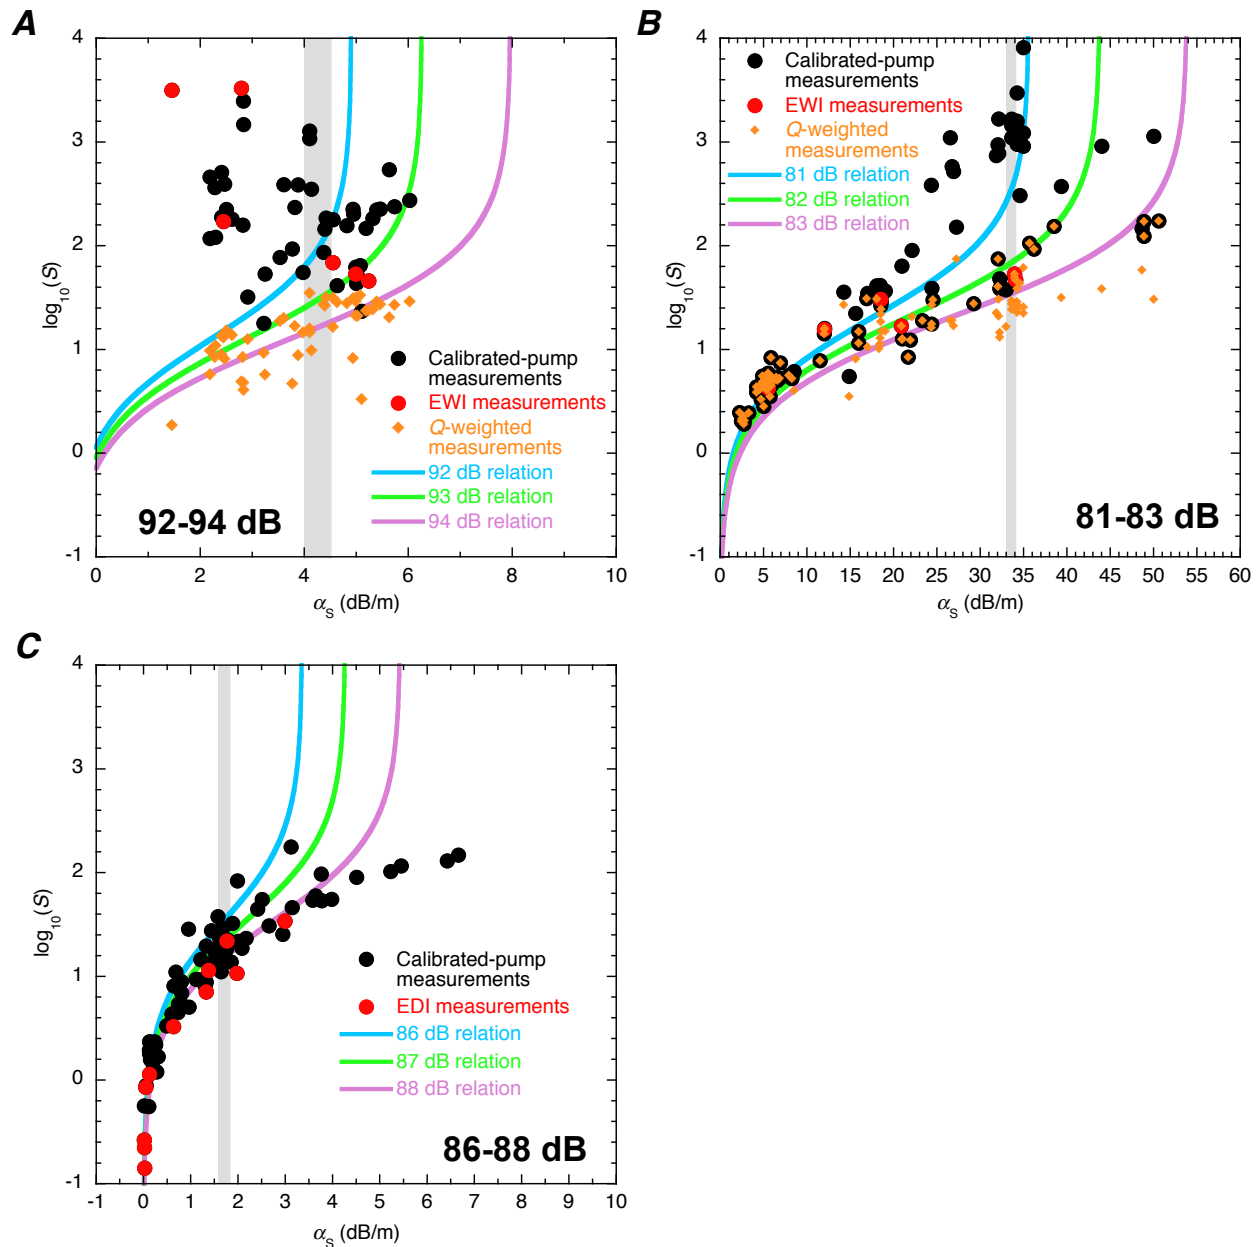 A
4
3
2
1
0
-1
log10(S)
0 2 4 6 8 10
αS (dB/m)
Calibrated-pump
measurements
EWI measurements
Q-weighted
measurements
92 dB relation
93 dB relation
94 dB relation
92-94 dB
B
4
3
2
1
0
-1
log10(S)
0 5 10 15 20 25 30 35 40 45 50 55 60
αS (dB/m)
Calibrated-pump
measurements
EWI measurements
Q-weighted
measurements
81 dB relation
82 dB relation
83 dB relation
81-83 dB
C
4
3
2
1
0
-1
log10(S)
-1 0 1 2 3 4 5 6 7 8 9 10
αS (dB/m)
Calibrated-pump
measurements
EDI measurements
86 dB relation
87 dB relation
88 dB relation
86-88 dB